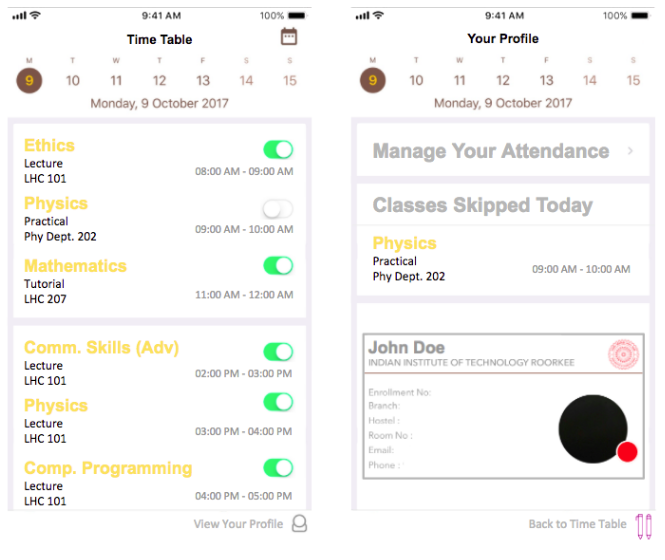 9:41 AM
100%
Time Table
M T W T F S S
9 10 11 12 13 14 15
Monday, 9 October 2017
Ethics
Lecture
LHC 101
08:00 AM - 09:00 AM
Physics
Practical
Phy Dept. 202
09:00 AM - 10:00 AM
Mathematics
Tutorial
LHC 207
11:00 AM - 12:00 AM
Comm. Skills (Adv)
Lecture
LHC 101
02:00 PM - 03:00 PM
Physics
Lecture
LHC 101
03:00 PM - 04:00 PM
Comp. Programming
Lecture
LHC 101
04:00 PM - 05:00 PM
View Your Profile
9:41 AM
100%
Your Profile
M T W T F S S
9 10 11 12 13 14 15
Monday, 9 October 2017
Manage Your Attendance
Classes Skipped Today
Physics
Practical
Phy Dept. 202
09:00 AM - 10:00 AM
John Doe
INDIAN INSTITUTE OF TECHNOLOGY ROORKEE
Enrollment No:
Branch:
Hostel :
Room No :
Email:
Phone :
Back to Time Table